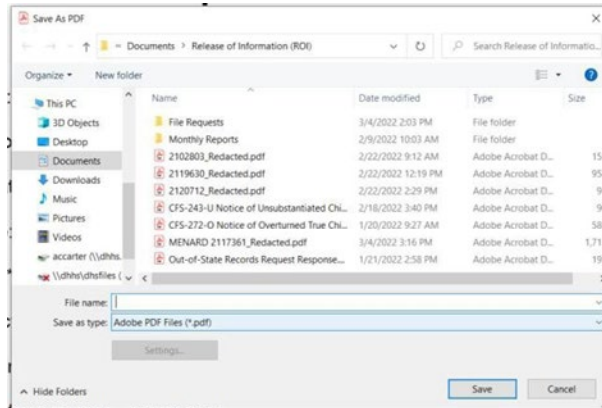 Save As PDF
« Documents > Release of Information (ROI)
Search Release of Informatio...
Organize
New folder
Name Date modified Type Size
This PC
3D Objects
Desktop
Documents
Downloads
Music
Pictures
Videos
accarter (\\dhhs.
\\dhhs\dhsfiles (
File Requests 3/4/2022 2:03 PM File folder
Monthly Reports 2/9/2022 10:03 AM File folder
2102803_Redacted.pdf 2/22/2022 9:12 AM Adobe Acrobat D... 15
2119630_Redacted.pdf 2/22/2022 12:19 PM Adobe Acrobat D... 95
2120712_Redacted.pdf 2/22/2022 2:29 PM Adobe Acrobat D... 9
CFS-243-U Notice of Unsubstantiated Chi... 2/18/2022 3:40 PM Adobe Acrobat D... 9
CFS-272-O Notice of Overturned True Chi... 1/20/2022 9:27 AM Adobe Acrobat D... 58
MENARD 2117361_Redacted.pdf 3/4/2022 3:16 PM Adobe Acrobat D... 1,71
Out-of-State Records Request Response... 1/21/2022 2:58 PM Adobe Acrobat D... 19
File name:
Save as type: Adobe PDF Files (*.pdf)
Settings...
Hide Folders
Save
Cancel